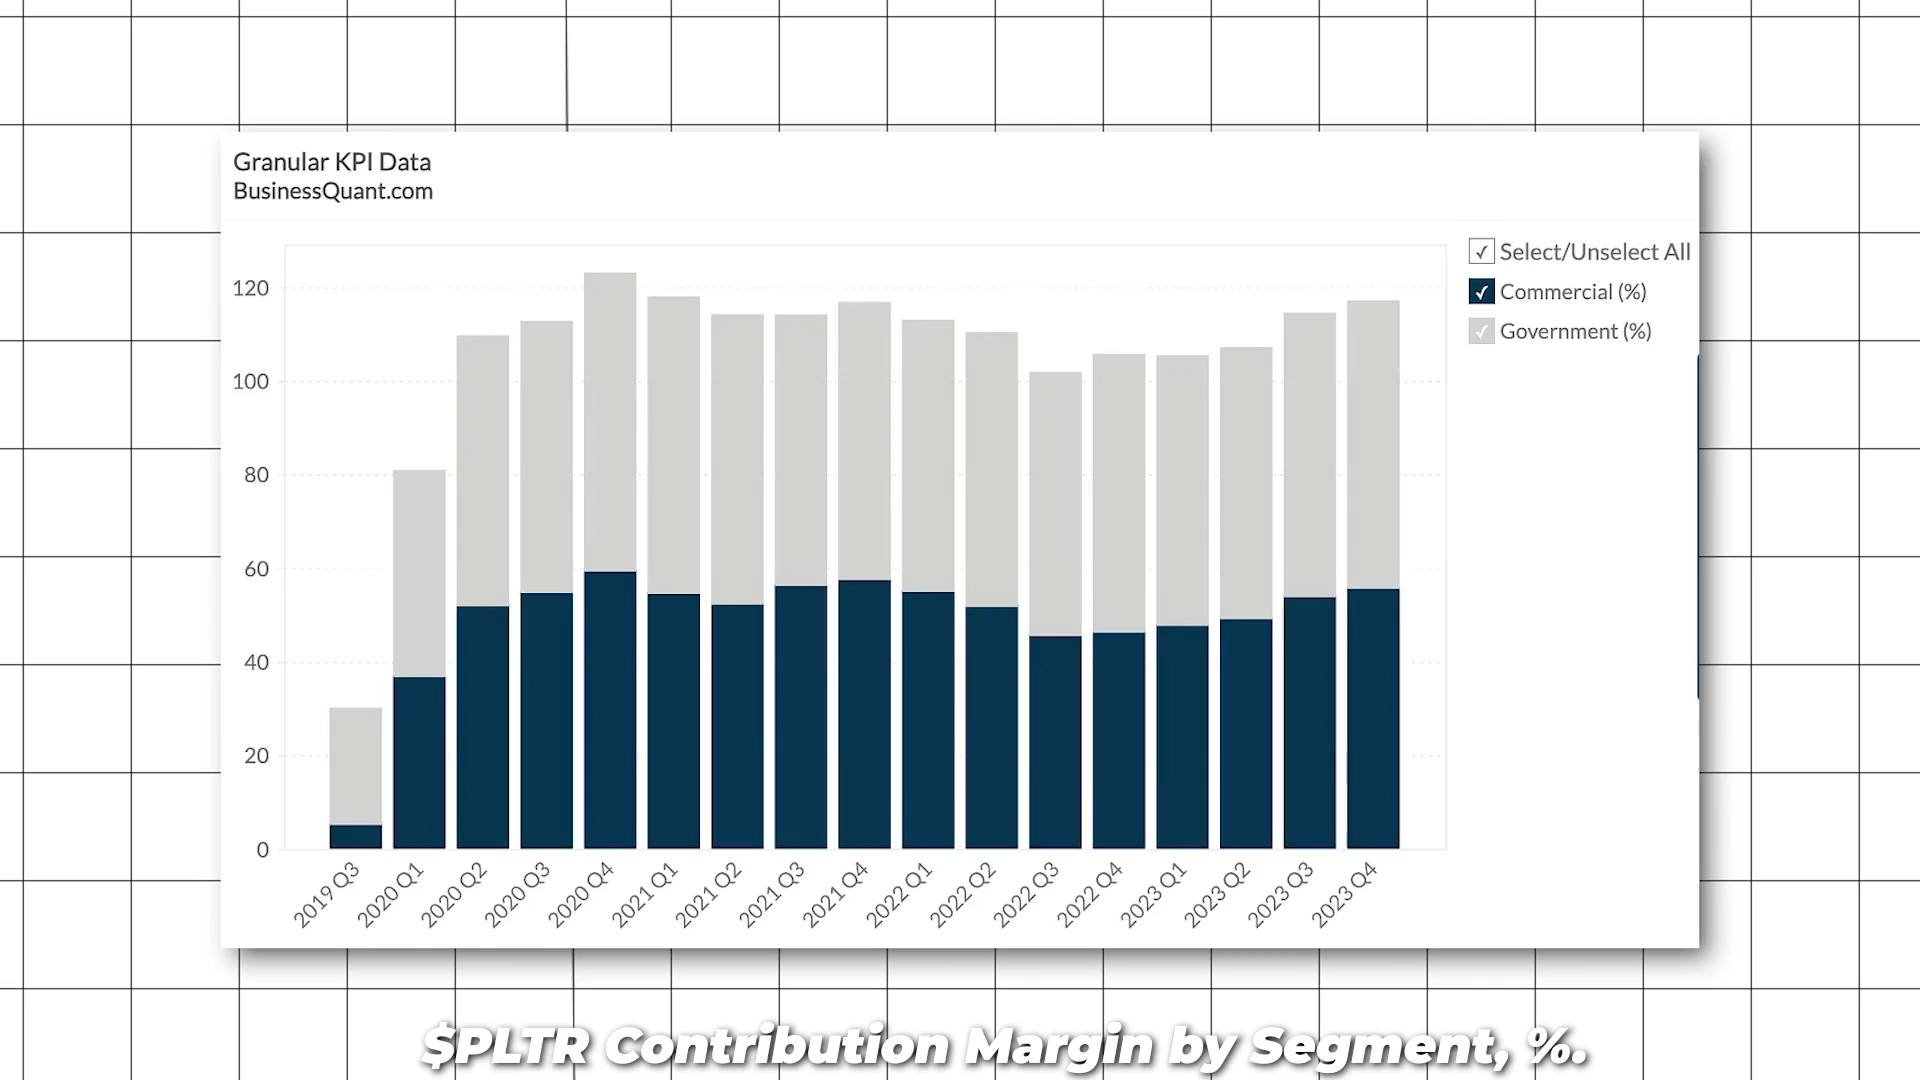 Granular KPI Data
BusinessQuant.com
✓ Select/Unselect All
✓ Commercial (%)
✓ Government (%)
120
100
80
60
40
20
0
2019 Q3
2020 Q1
2020 Q2
2020 Q3
2020 Q4
2021 Q1
2021 Q2
2021 Q3
2021 Q4
2022 Q1
2022 Q2
2022 Q3
2022 Q4
2023 Q1
2023 Q2
2023 Q3
2023 Q4
$PLTR Contribution Margin by Segment, %.